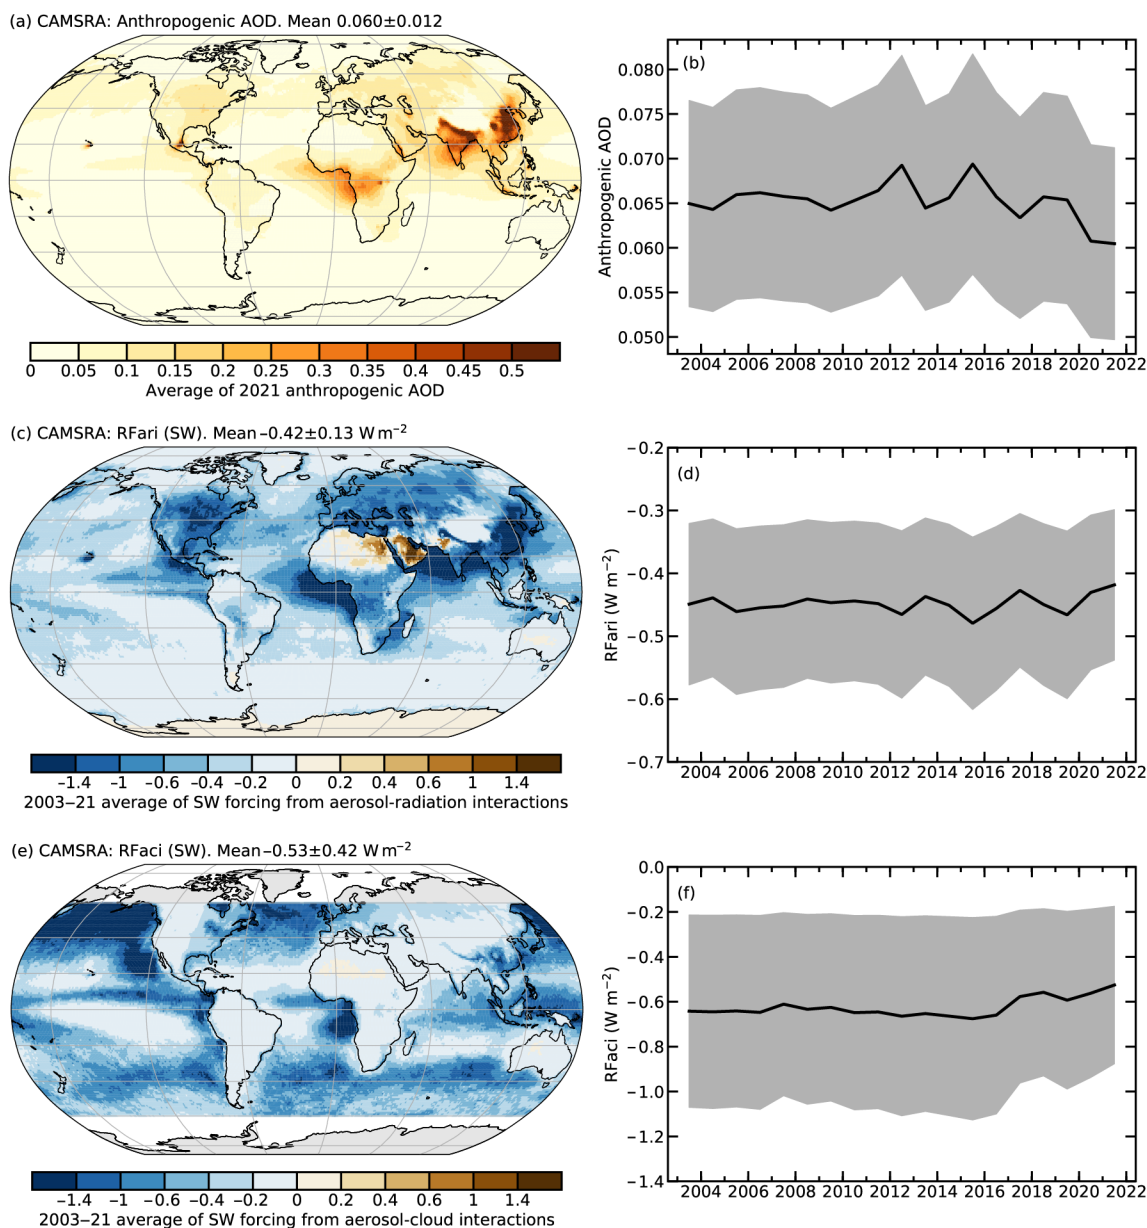 (a) CAMSRA: Anthropogenic AOD. Mean 0.060±0.012
0 0.05 0.1 0.15 0.2 0.25 0.3 0.35 0.4 0.45 0.5
Average of 2021 anthropogenic AOD
(b)
Anthropogenic AOD
0.080
0.075
0.070
0.065
0.060
0.055
0.050
2004 2006 2008 2010 2012 2014 2016 2018 2020 2022
(c) CAMSRA: RFari (SW). Mean −0.42±0.13 W m⁻²
−1.4 −1 −0.6 −0.4 −0.2 0 0.2 0.4 0.6 1 1.4
2003–21 average of SW forcing from aerosol-radiation interactions
(d)
RFari (W m⁻²)
−0.2
−0.3
−0.4
−0.5
−0.6
−0.7
2004 2006 2008 2010 2012 2014 2016 2018 2020 2022
(e) CAMSRA: RFaci (SW). Mean −0.53±0.42 W m⁻²
−1.4 −1 −0.6 −0.4 −0.2 0 0.2 0.4 0.6 1 1.4
2003–21 average of SW forcing from aerosol-cloud interactions
(f)
RFaci (W m⁻²)
0.0
−0.2
−0.4
−0.6
−0.8
−1.0
−1.2
−1.4
2004 2006 2008 2010 2012 2014 2016 2018 2020 2022